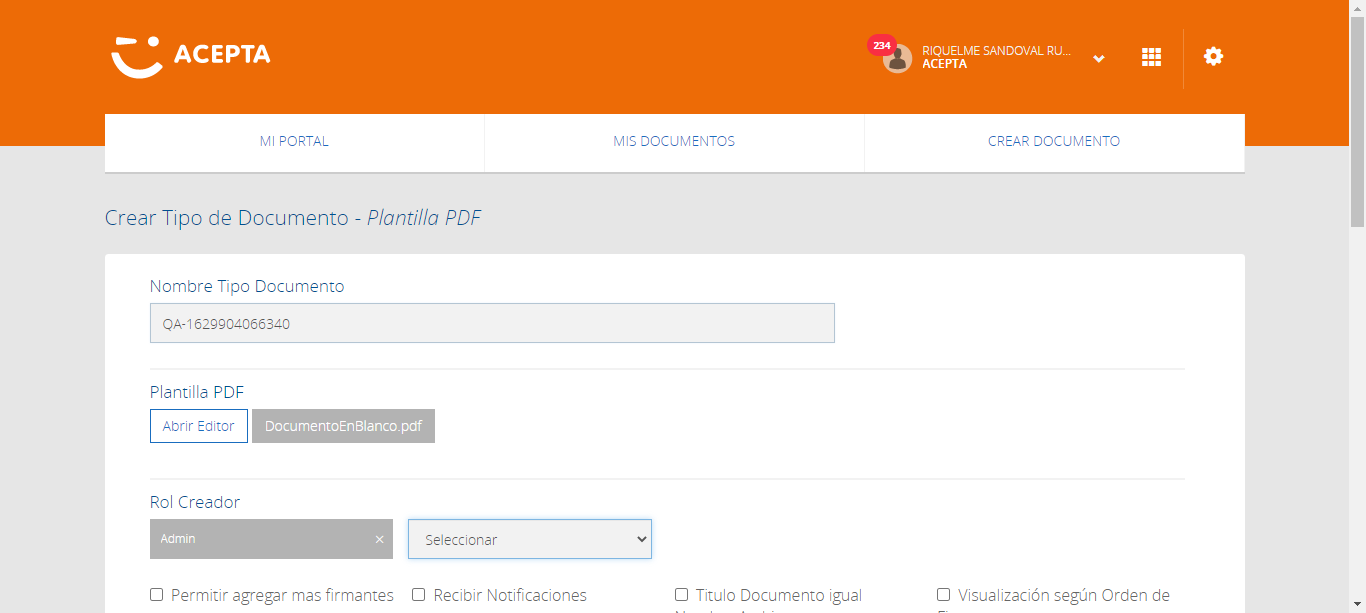 ACEPTA
234
RIQUELME SANDOVAL RU...
ACEPTA
MI PORTAL
MIS DOCUMENTOS
CREAR DOCUMENTO
Crear Tipo de Documento - Plantilla PDF
Nombre Tipo Documento
QA-1629904066340
Plantilla PDF
Abrir Editor
DocumentoEnBlanco.pdf
Rol Creador
Admin ×
Seleccionar
Permitir agregar mas firmantes
Recibir Notificaciones
Titulo Documento igual
Visualización según Orden de